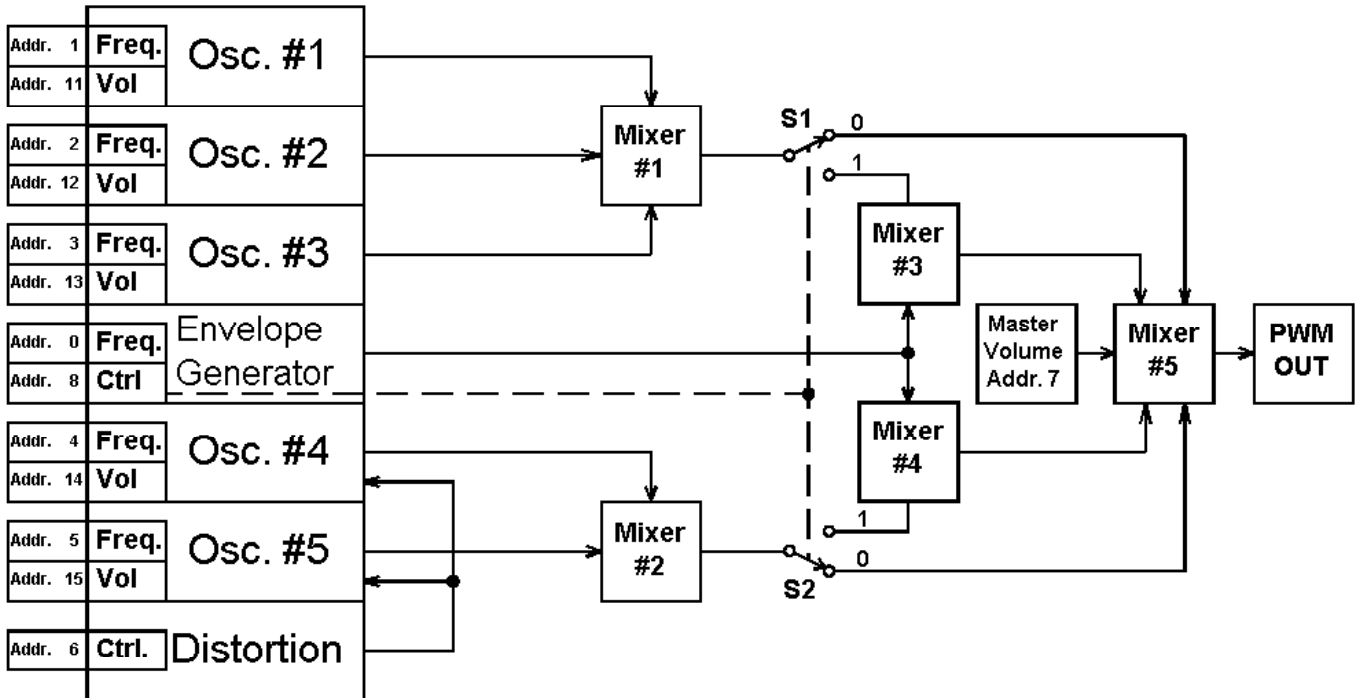 Addr. 1 Freq. Osc. #1
Addr. 11 Vol
Addr. 2 Freq. Osc. #2
Addr. 12 Vol
Addr. 3 Freq. Osc. #3
Addr. 13 Vol
Addr. 0 Freq. Envelope
Addr. 8 Ctrl Generator
Addr. 4 Freq. Osc. #4
Addr. 14 Vol
Addr. 5 Freq. Osc. #5
Addr. 15 Vol
Addr. 6 Ctrl. Distortion
Mixer
#1
Mixer
#2
S1
0
1
Mixer
#3
Master
Volume
Addr. 7
Mixer
#5
PWM
OUT
Mixer
#4
1
0
S2